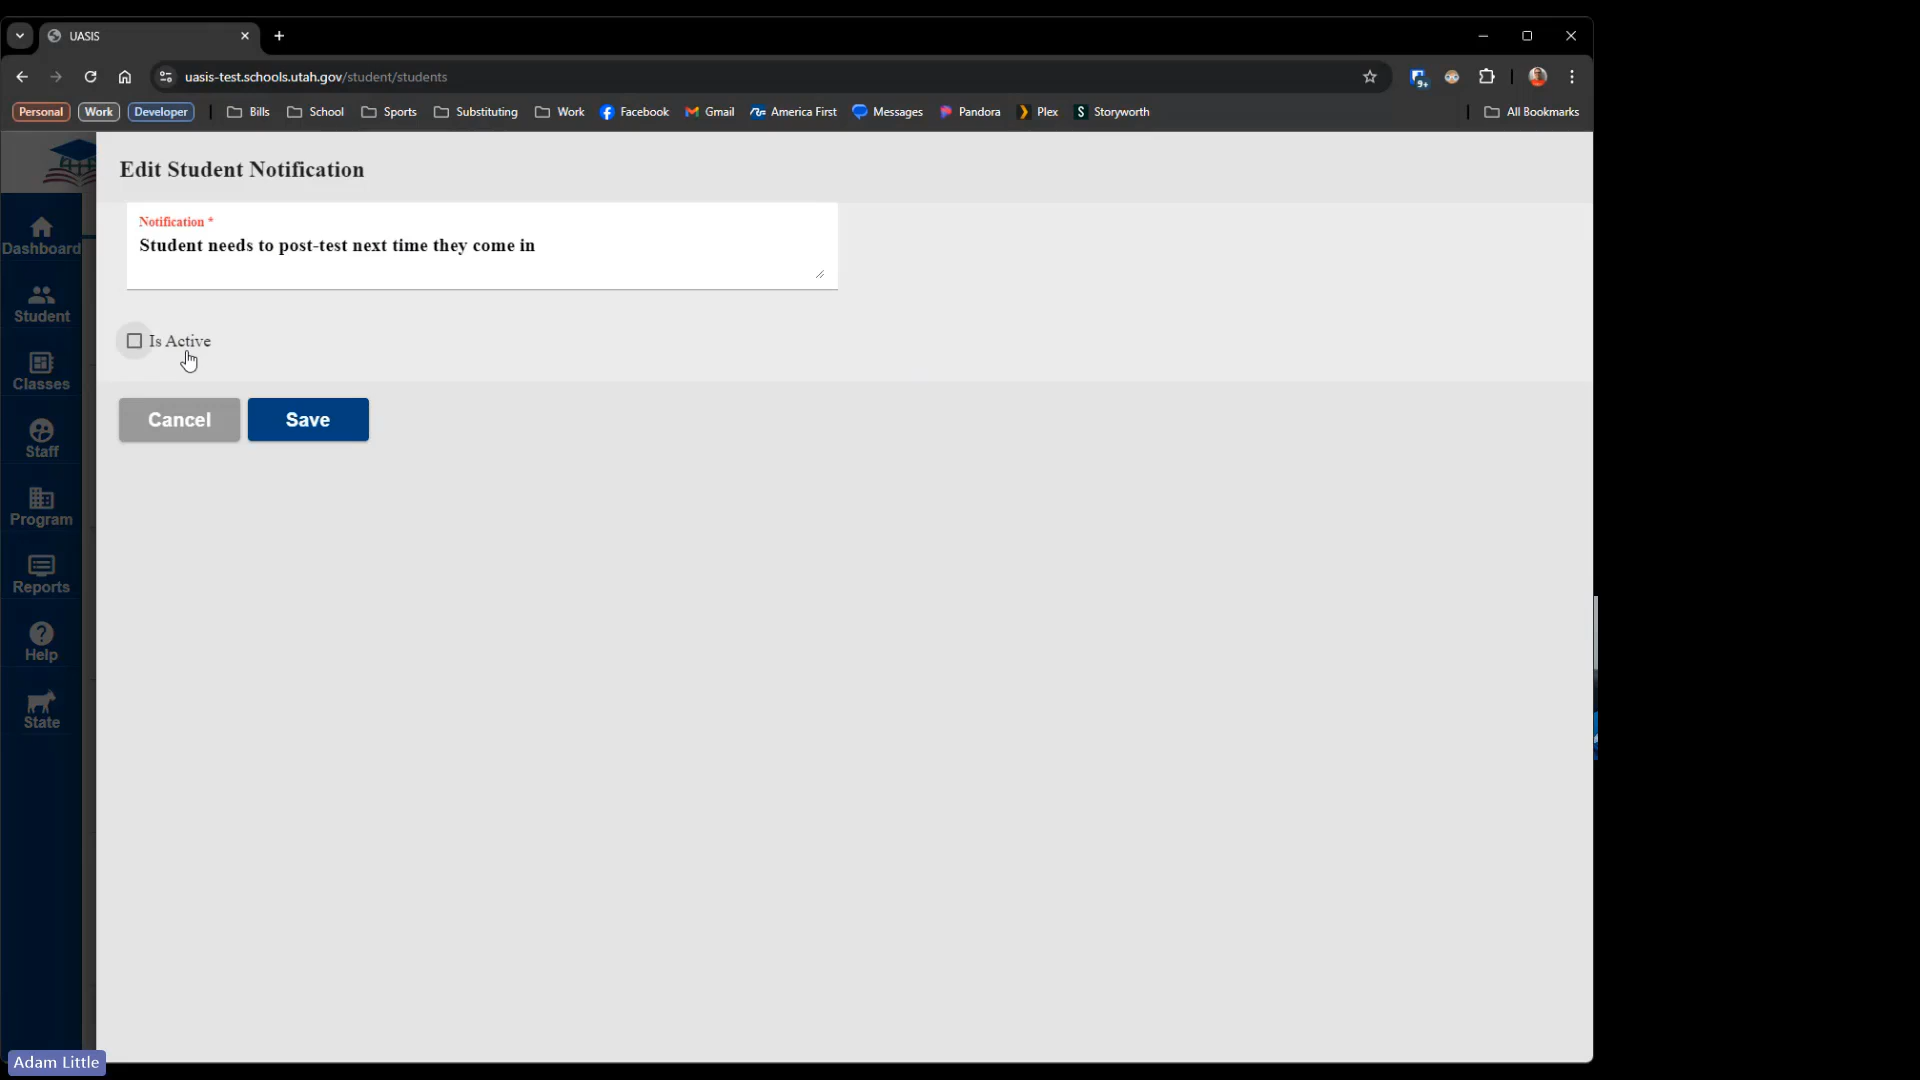 UASIS
uasis-test.schools.utah.gov/student/students
9+
Personal Work Developer Bills School Sports Substituting Work Facebook Gmail America First Messages Pandora Plex S Storyworth All Bookmarks
Edit Student Notification
Notification *
Student needs to post-test next time they come in
Is Active
Cancel Save
Dashboard
Student
Classes
Staff
Program
Reports
Help
State
Adam Little